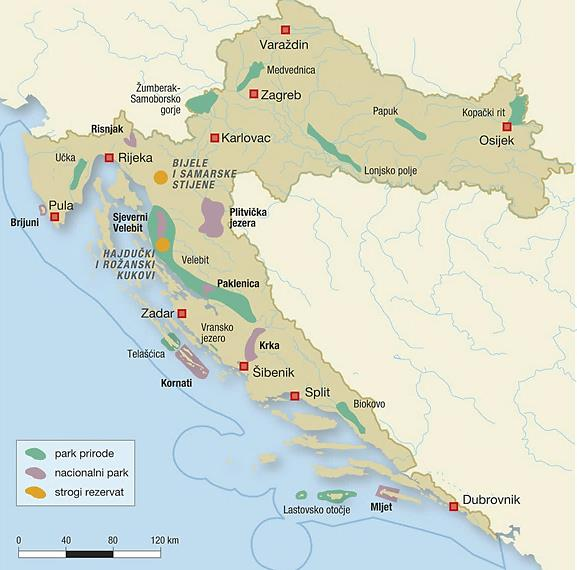 Varaždin
Medvednica
Žumberak-
Samoborsko
gorje
Zagreb
Papuk
Kopački rit
Osijek
Risnjak
Karlovac
Lonjsko polje
Učka
Rijeka
BIJELE
I SAMARSKE
STIJENE
Pula
Brijuni
Sjeverni
Velebit
Plitvička
jezera
HAJDUČKI
I ROŽANSKI
KUKOVI
Velebit
Paklenica
Zadar
Vransko
jezero
Telašćica
Krka
Kornati
Šibenik
Split
Biokovo
park prirode
nacionalni park
strogi rezervat
Lastovsko otočje
Mljet
Dubrovnik
0 40 80 120 km